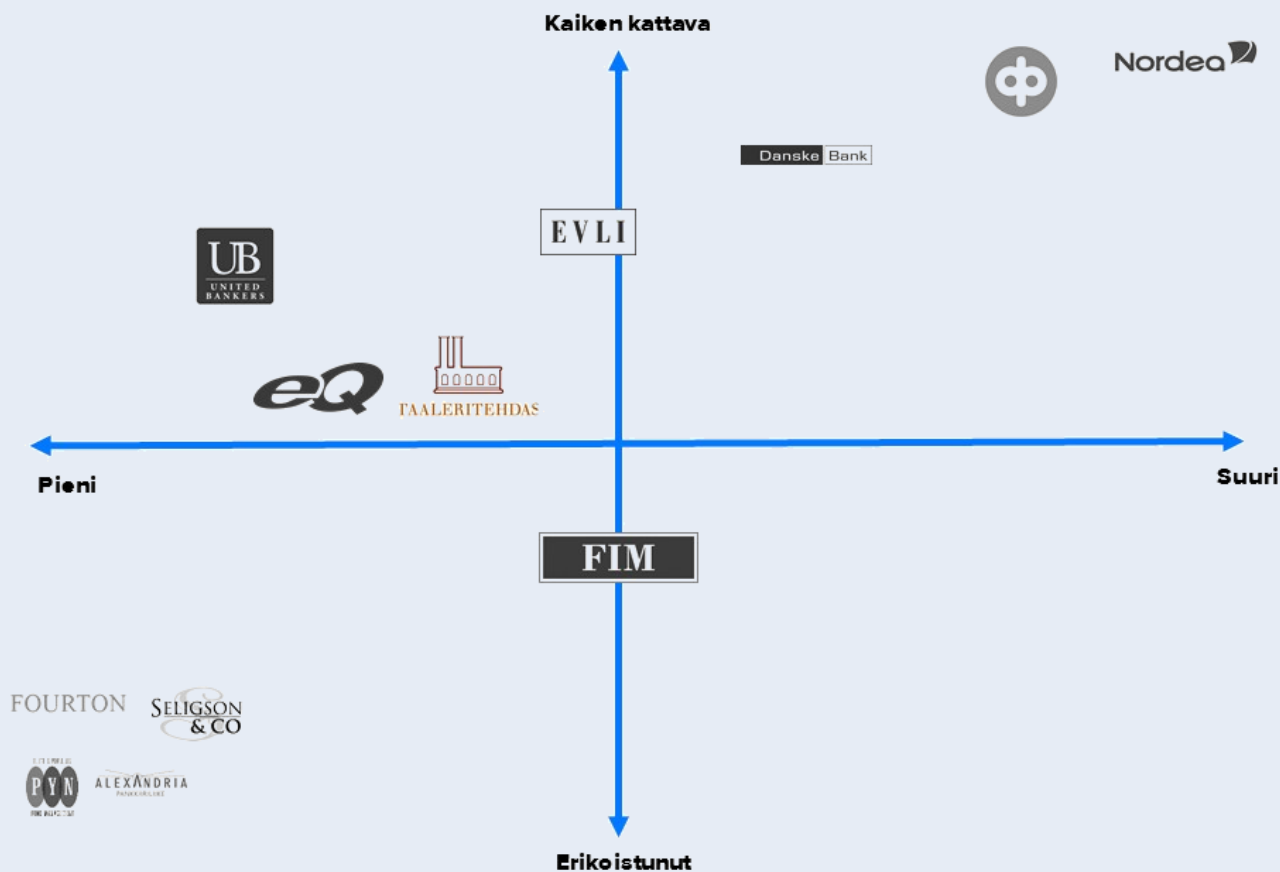 Kaiken kattava
Nordea
Danske Bank
EVLI
UB
UNITED
BANKERS
eQ
TAALERITEHDAS
Pieni
Suuri
FIM
FOURTON
SELIGSON
& CO
PYN
ALEXANDRIA
PANKKIIRILIIKE
Erikoistunut